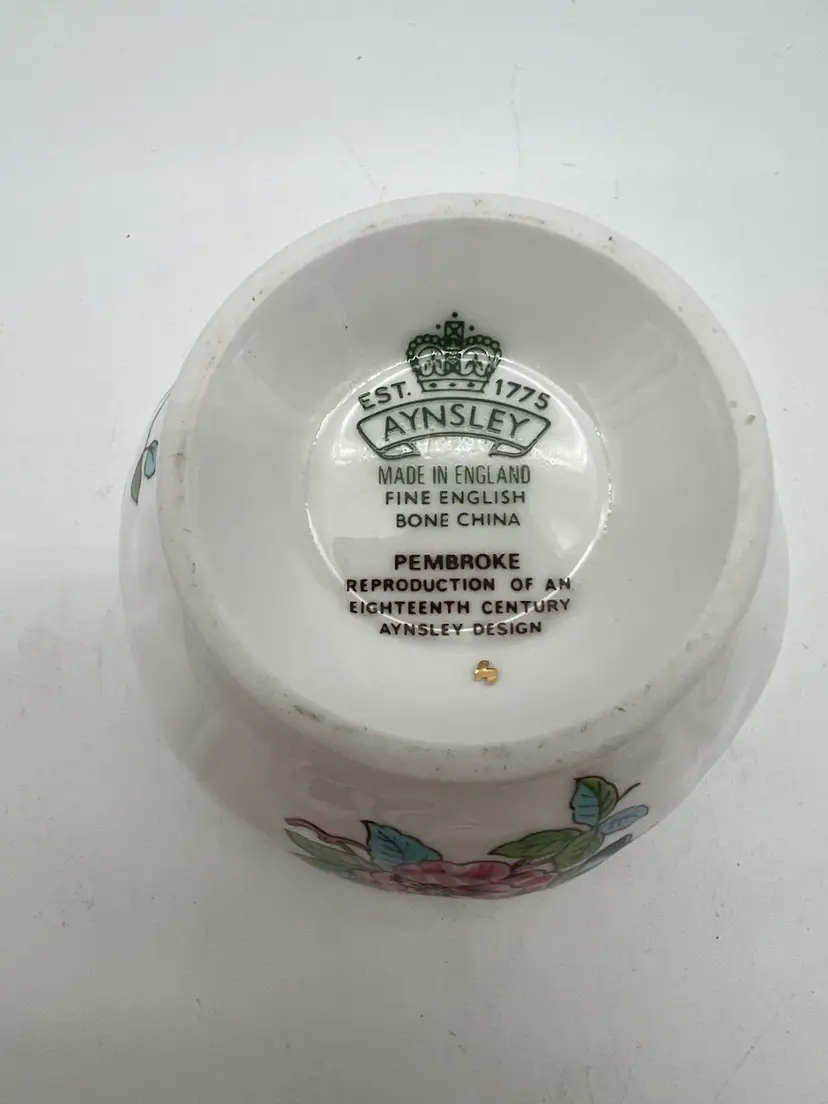 EST. 1775
AYNSLEY
MADE IN ENGLAND
FINE ENGLISH
BONE CHINA
PEMBROKE
REPRODUCTION OF AN
EIGHTEENTH CENTURY
AYNSLEY DESIGN